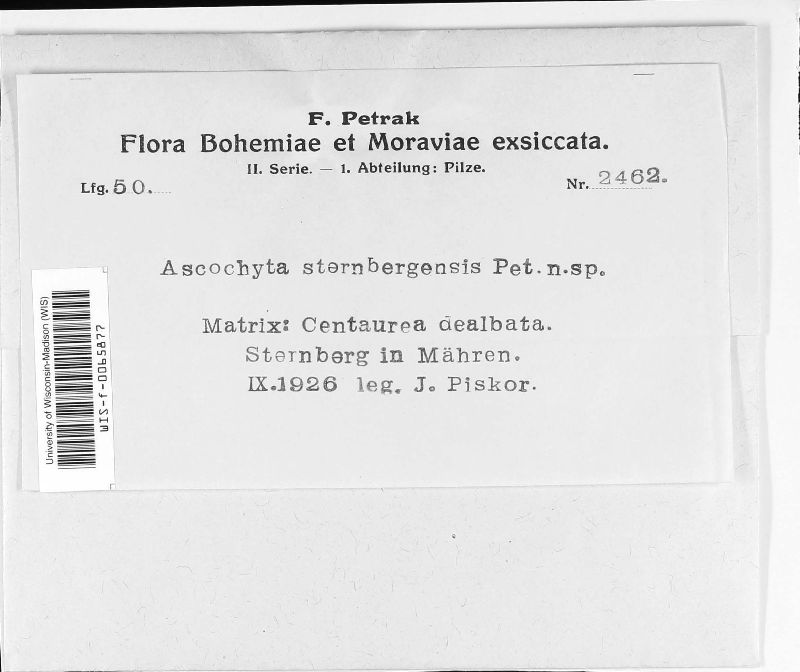 F. Petrak
Flora Bohemiae et Moraviae exsiccata.
II. Serie. — 1. Abteilung: Pilze.
Lfg. 50.
Nr. 2462.
Ascochyta sternbergensis Pet. n. sp.
Matrix: Centaurea dealbata.
Sternberg in Mähren.
IX.1926 leg. J. Piskor.
University of Wisconsin-Madison (WIS)
WIS-f-0065877